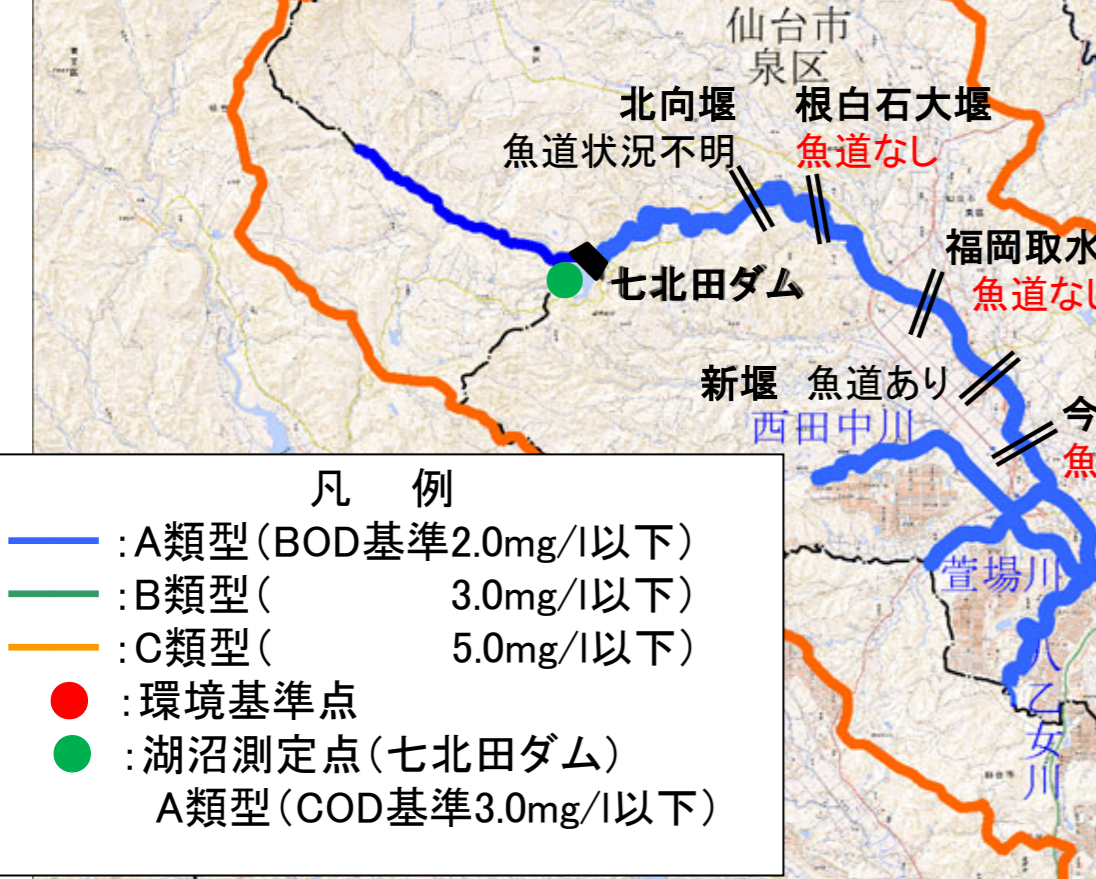 仙台市
泉区
北向堰
魚道状況不明
根白石大堰
魚道なし
福岡取水
魚道なし
七北田ダム
新堰 魚道あり
西田中川
今
魚
萱場川
八乙女川
凡 例
:A類型(BOD基準2.0mg/l以下)
:B類型( 3.0mg/l以下)
:C類型( 5.0mg/l以下)
:環境基準点
:湖沼測定点(七北田ダム)
A類型(COD基準3.0mg/l以下)